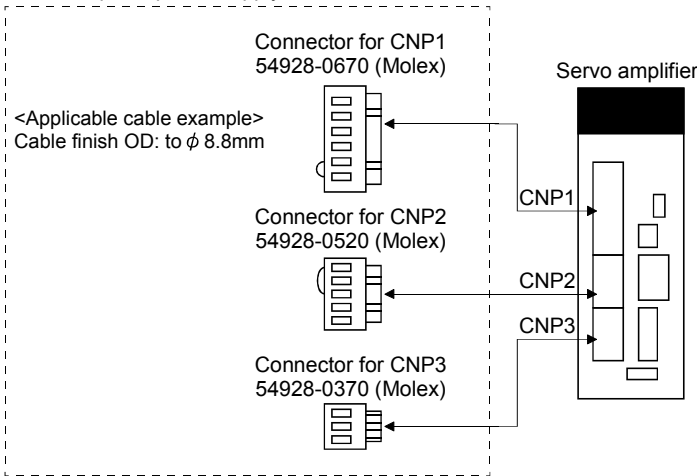 Connector for CNP1
54928-0670 (Molex)
Servo amplifier
<Applicable cable example>
Cable finish OD: to φ 8.8mm
CNP1
Connector for CNP2
54928-0520 (Molex)
CNP2
CNP3
Connector for CNP3
54928-0370 (Molex)